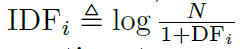 IDF_i ≜ log N/(1+DF_i)